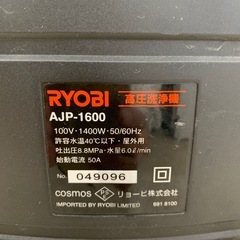 RYOBI 高圧洗浄機
AJP-1600
100V・1400W・50/60Hz
許容水温40℃以下・屋外用
吐出圧8.8MPa・水量6.0ℓ/min
始動電流 50A
No. 049096
cosmos PSE リョービ株式会社
IMPORTED BY RYOBI LIMITED 691 8100